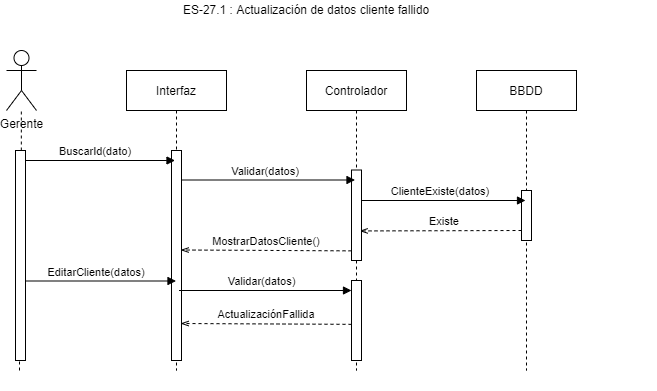 ES-27.1 : Actualización de datos cliente fallido
Gerente
Interfaz
Controlador
BBDD
BuscarId(dato)
Validar(datos)
ClienteExiste(datos)
Existe
MostrarDatosCliente()
EditarCliente(datos)
Validar(datos)
ActualizaciónFallida